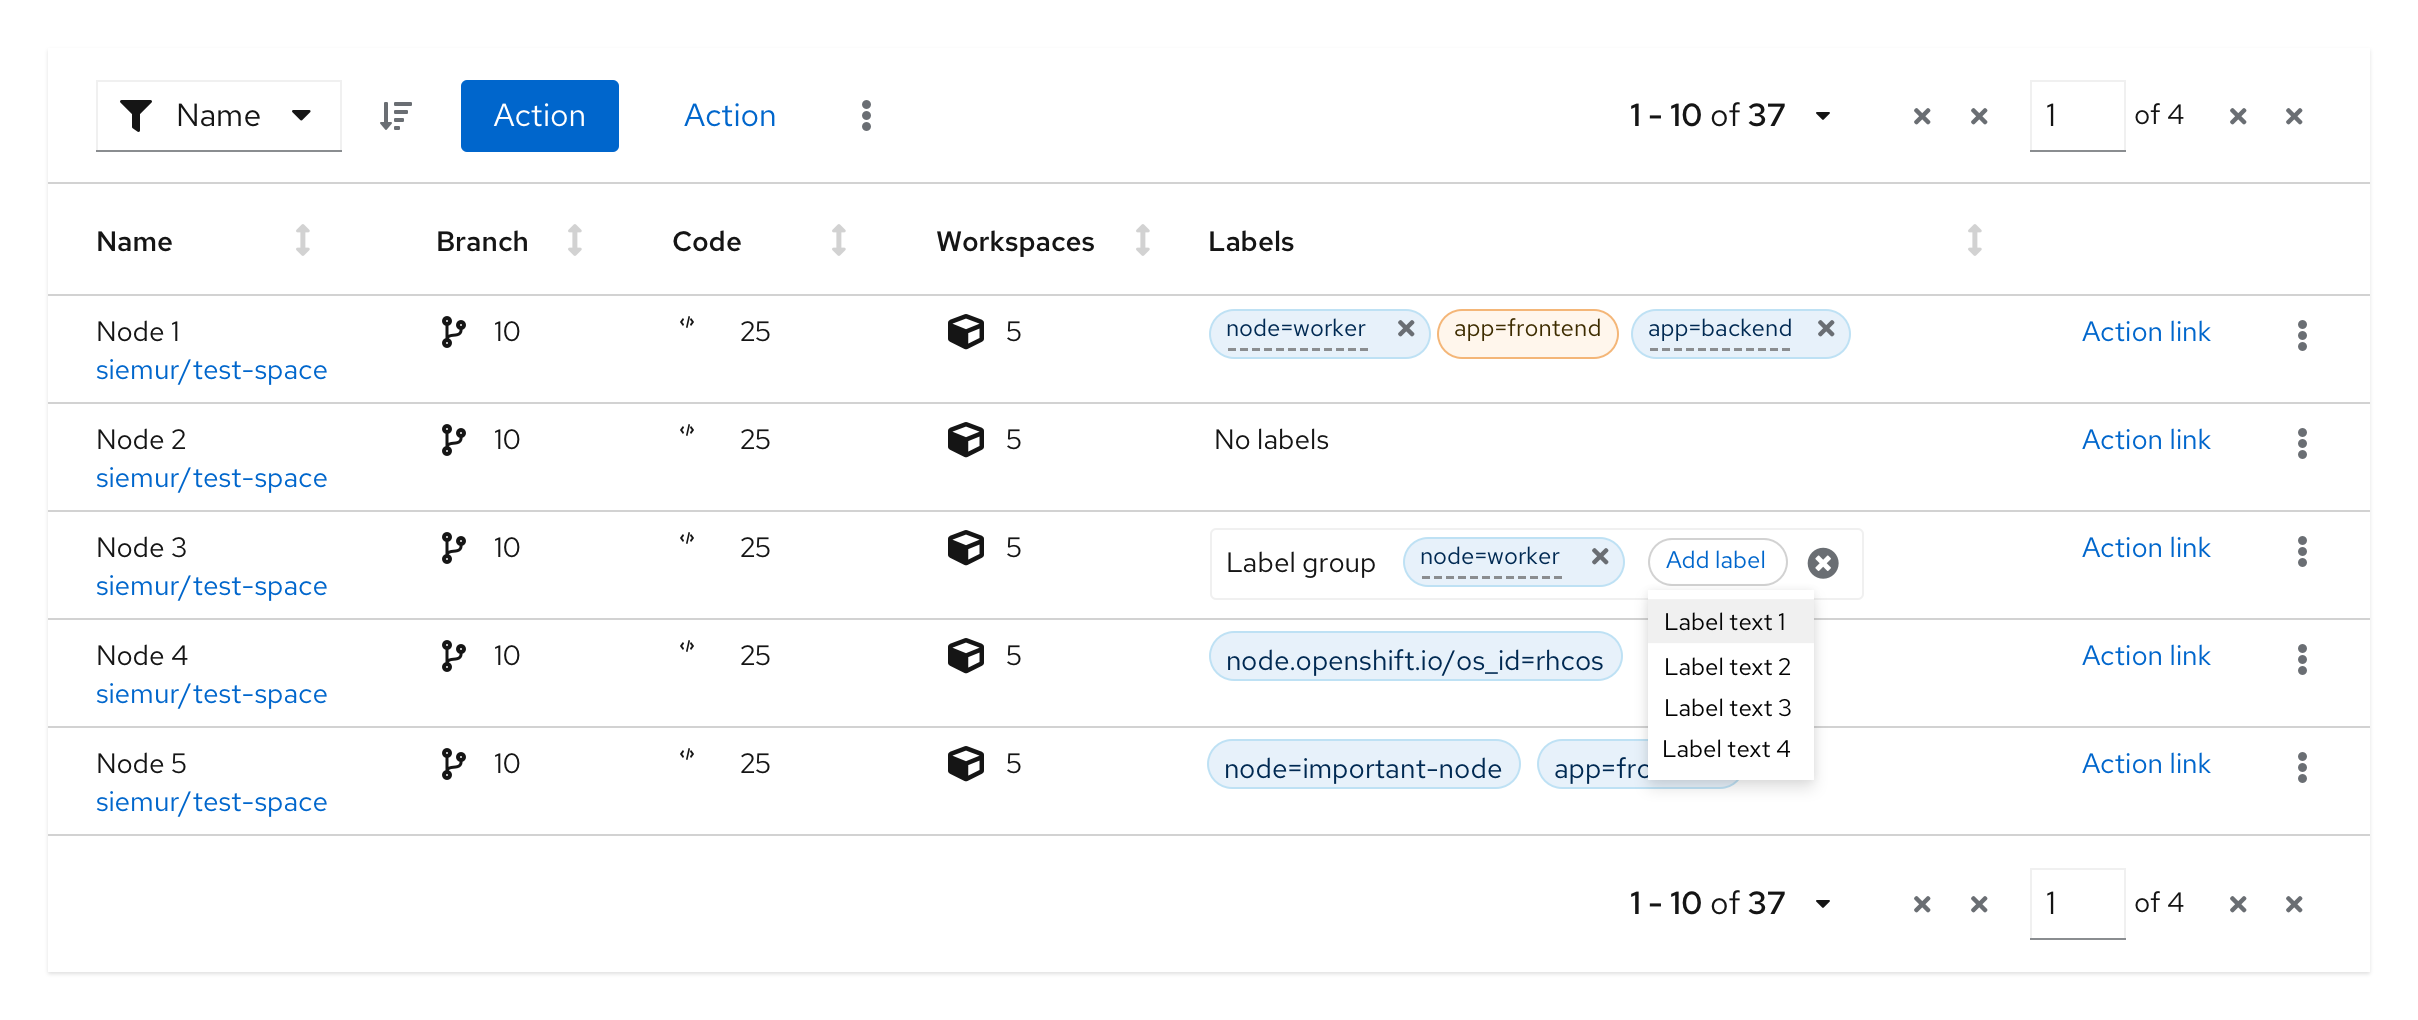 Name Action Action 1 - 10 of 37 1 of 4
Name Branch Code Workspaces Labels
Node 1 10 25 5 node=worker app=frontend app=backend Action link
siemur/test-space
Node 2 10 25 5 No labels Action link
siemur/test-space
Node 3 10 25 5 Label group node=worker Add label Action link
siemur/test-space
Label text 1
Node 4 10 25 5 node.openshift.io/os_id=rhcos Action link
Label text 2
siemur/test-space
Label text 3
Label text 4
Node 5 10 25 5 node=important-node Action link
siemur/test-space
1 - 10 of 37 1 of 4